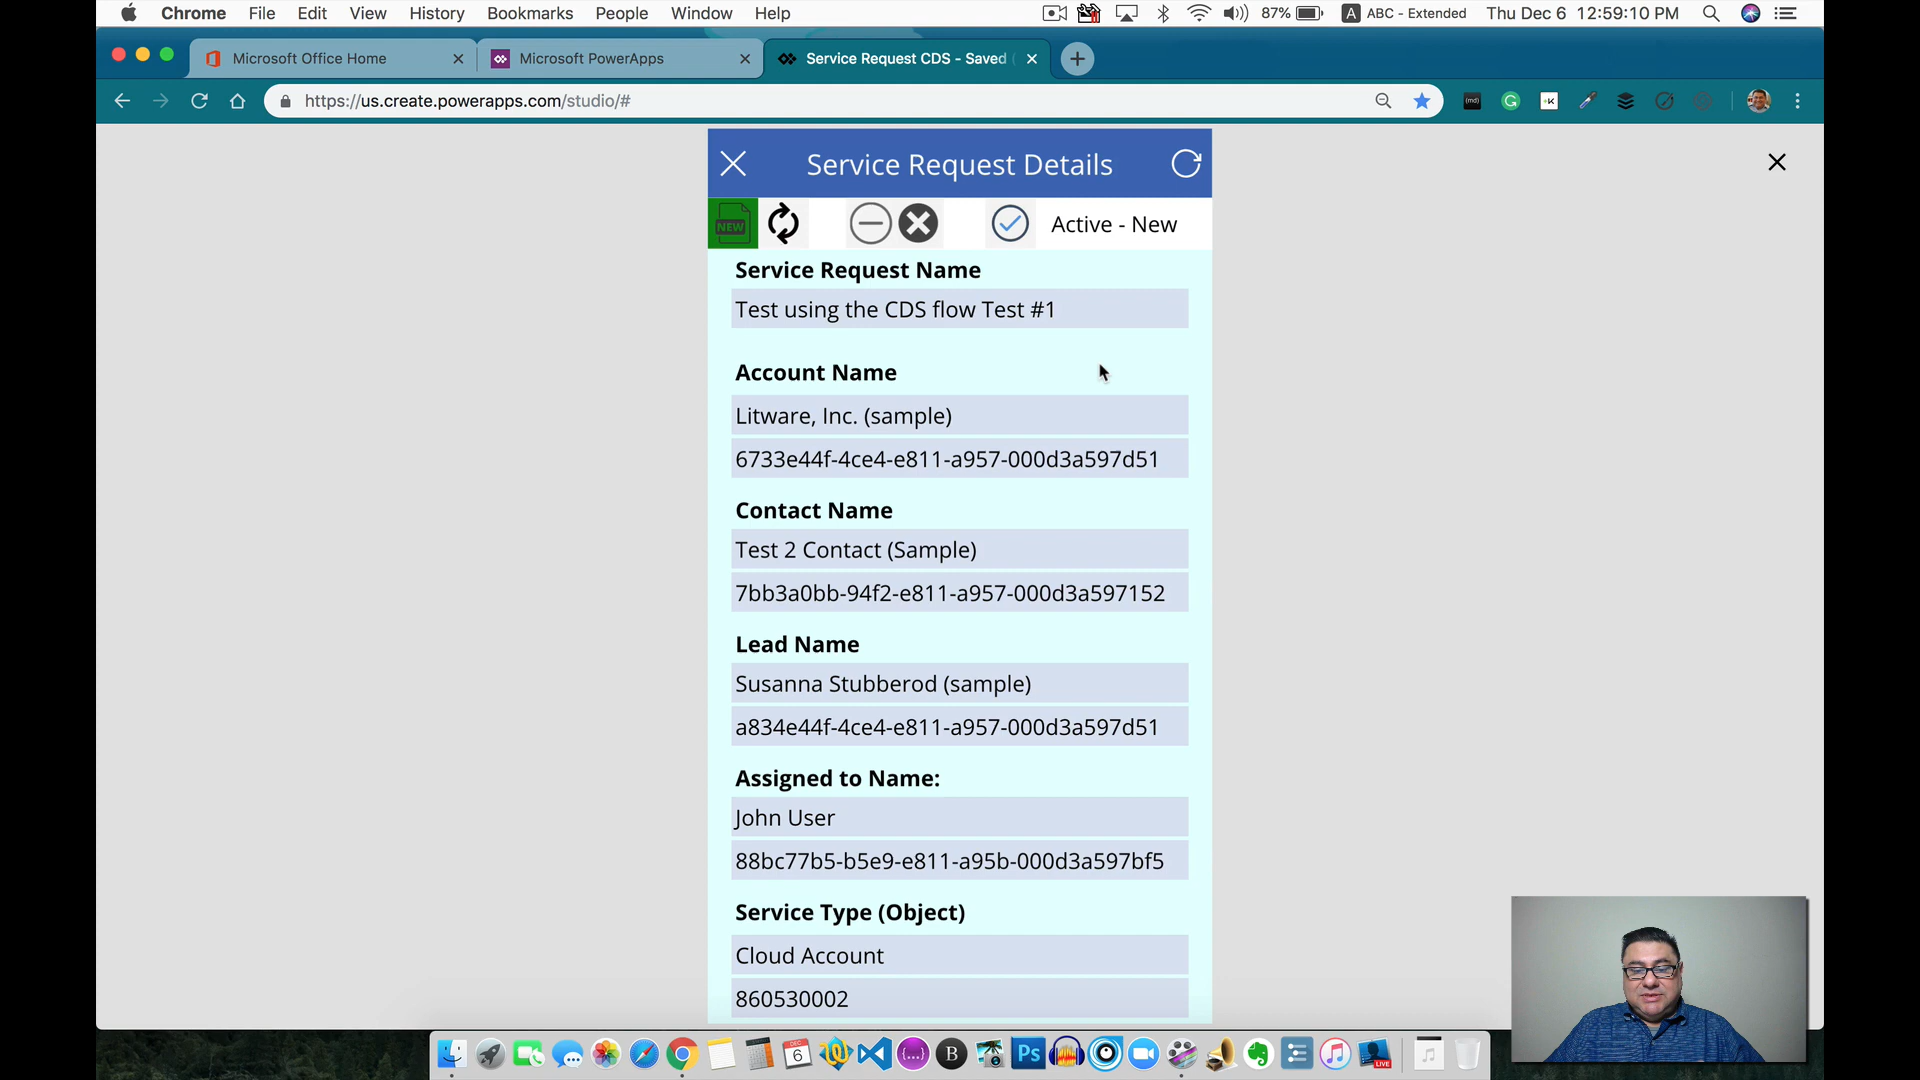 Chrome File Edit View History Bookmarks People Window Help 87% A ABC - Extended Thu Dec 6 12:59:10 PM
Microsoft Office Home Microsoft PowerApps Service Request CDS - Saved (
https://us.create.powerapps.com/studio/#
Service Request Details
NEW Active - New
Service Request Name
Test using the CDS flow Test #1
Account Name
Litware, Inc. (sample)
6733e44f-4ce4-e811-a957-000d3a597d51
Contact Name
Test 2 Contact (Sample)
7bb3a0bb-94f2-e811-a957-000d3a597152
Lead Name
Susanna Stubberod (sample)
a834e44f-4ce4-e811-a957-000d3a597d51
Assigned to Name:
John User
88bc77b5-b5e9-e811-a95b-000d3a597bf5
Service Type (Object)
Cloud Account
860530002
DEC
6
{...}
B
Ps
LIVE